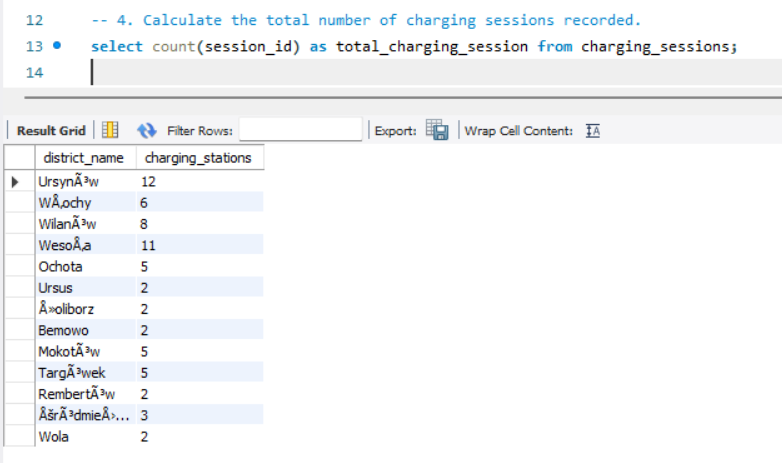 12 -- 4. Calculate the total number of charging sessions recorded.
13 select count(session_id) as total_charging_session from charging_sessions;
14
Result Grid Filter Rows: Export: Wrap Cell Content: IA
district_name charging_stations
UrsynÃ³w 12
WÅ‚ochy 6
WilanÃ³w 8
WesoÅ‚a 11
Ochota 5
Ursus 2
Å»oliborz 2
Bemowo 2
MokotÃ³w 5
TargÃ³wek 5
RembertÃ³w 2
ÅšrÃ³dmieÅ›... 3
Wola 2